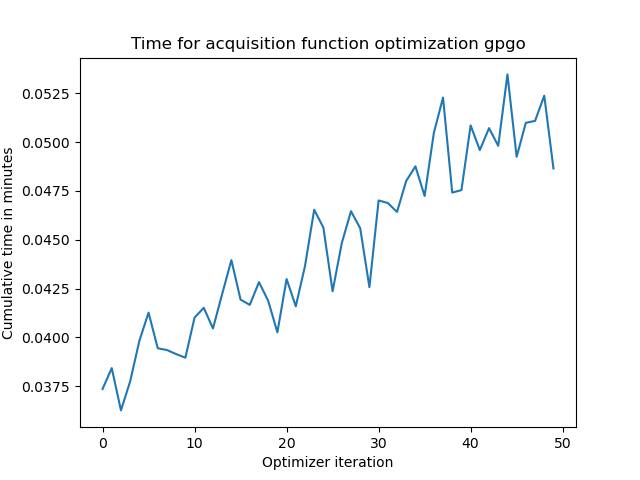 Time for acquisition function optimization gpgo
Cumulative time in minutes
0.0525
0.0500
0.0475
0.0450
0.0425
0.0400
0.0375
0 10 20 30 40 50
Optimizer iteration